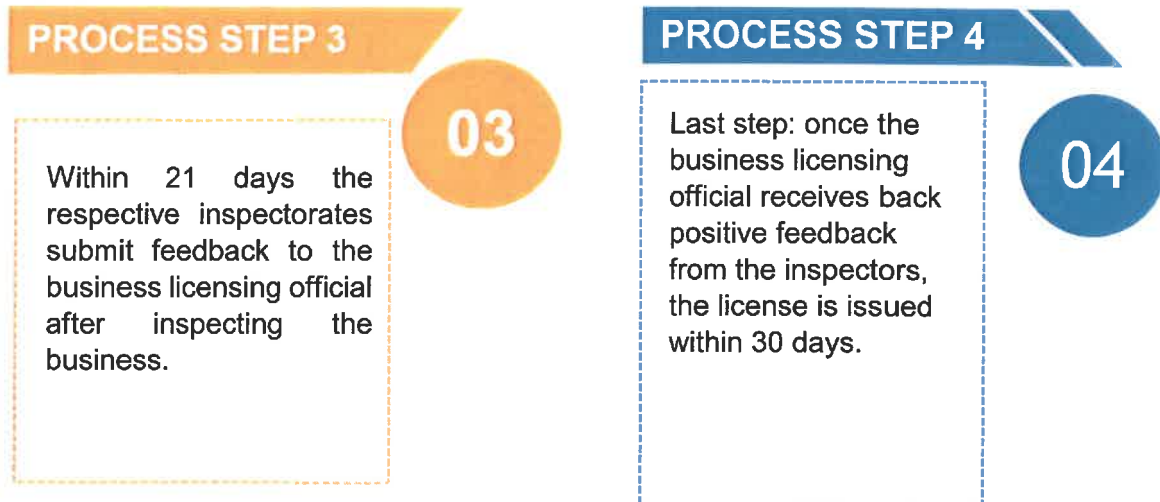 PROCESS STEP 3
03
Within 21 days the
respective inspectorates
submit feedback to the
business licensing official
after inspecting the
business.
PROCESS STEP 4
04
Last step: once the
business licensing
official receives back
positive feedback
from the inspectors,
the license is issued
within 30 days.